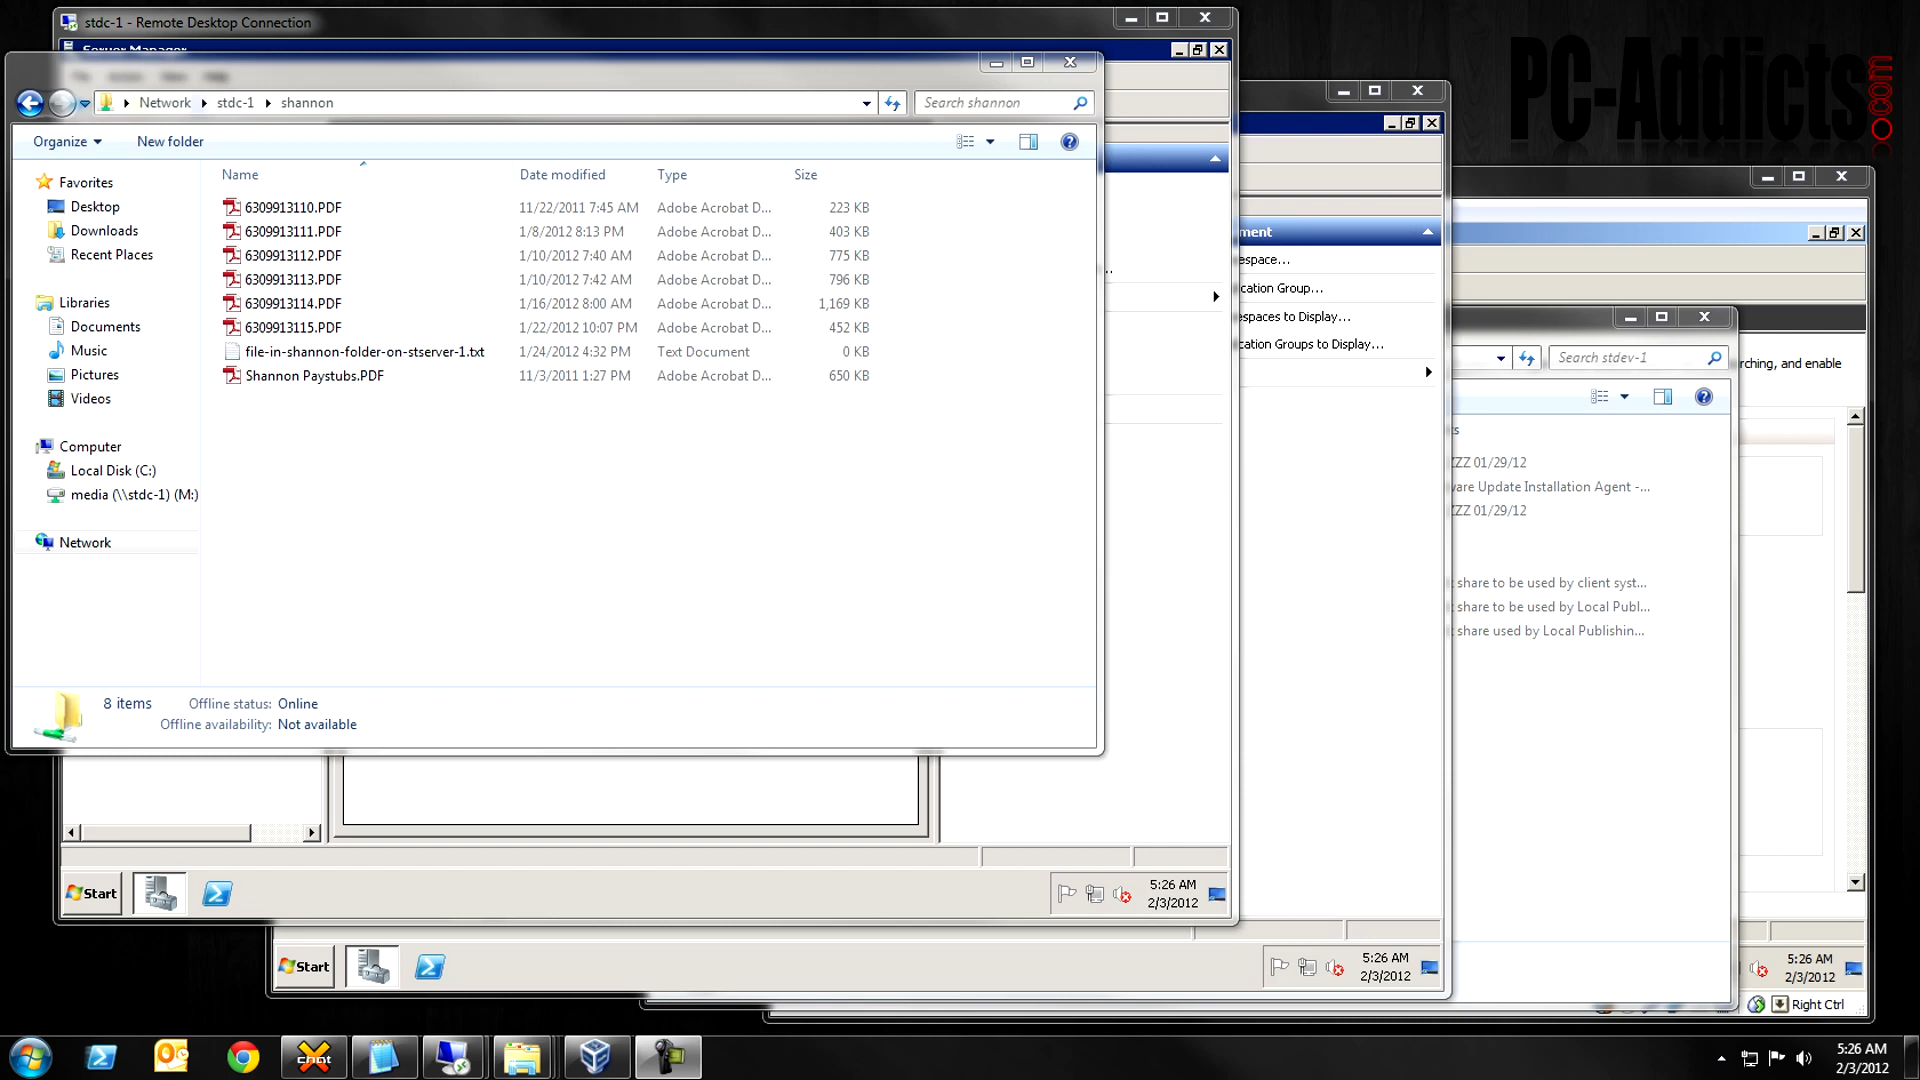 stdc-1 - Remote Desktop Connection
Server Manager
File Action View Help
PC-Addicts
.com
Network stdc-1 shannon
Search shannon
Organize New folder
Name Date modified Type Size
Favorites
Desktop
Downloads
Recent Places
Libraries
Documents
Music
Pictures
Videos
Computer
Local Disk (C:)
media (\\stdc-1) (M:)
Network
6309913110.PDF 11/22/2011 7:45 AM Adobe Acrobat D... 223 KB
6309913111.PDF 1/8/2012 8:13 PM Adobe Acrobat D... 403 KB
6309913112.PDF 1/10/2012 7:40 AM Adobe Acrobat D... 775 KB
6309913113.PDF 1/10/2012 7:42 AM Adobe Acrobat D... 796 KB
6309913114.PDF 1/16/2012 8:00 AM Adobe Acrobat D... 1,169 KB
6309913115.PDF 1/22/2012 10:07 PM Adobe Acrobat D... 452 KB
file-in-shannon-folder-on-stserver-1.txt 1/24/2012 4:32 PM Text Document 0 KB
Shannon Paystubs.PDF 11/3/2011 1:27 PM Adobe Acrobat D... 650 KB
8 items Offline status: Online
Offline availability: Not available
...
ment
espace...
cation Group...
espaces to Display...
cation Groups to Display...
Search stdev-1
rching, and enable
ts
ZZ 01/29/12
ware Update Installation Agent -...
ZZ 01/29/12
share to be used by client syst...
share to be used by Local Publ...
share used by Local Publishin...
Start
5:26 AM
2/3/2012
Start
5:26 AM
2/3/2012
5:26 AM
2/3/2012
Right Ctrl
chat
5:26 AM
2/3/2012